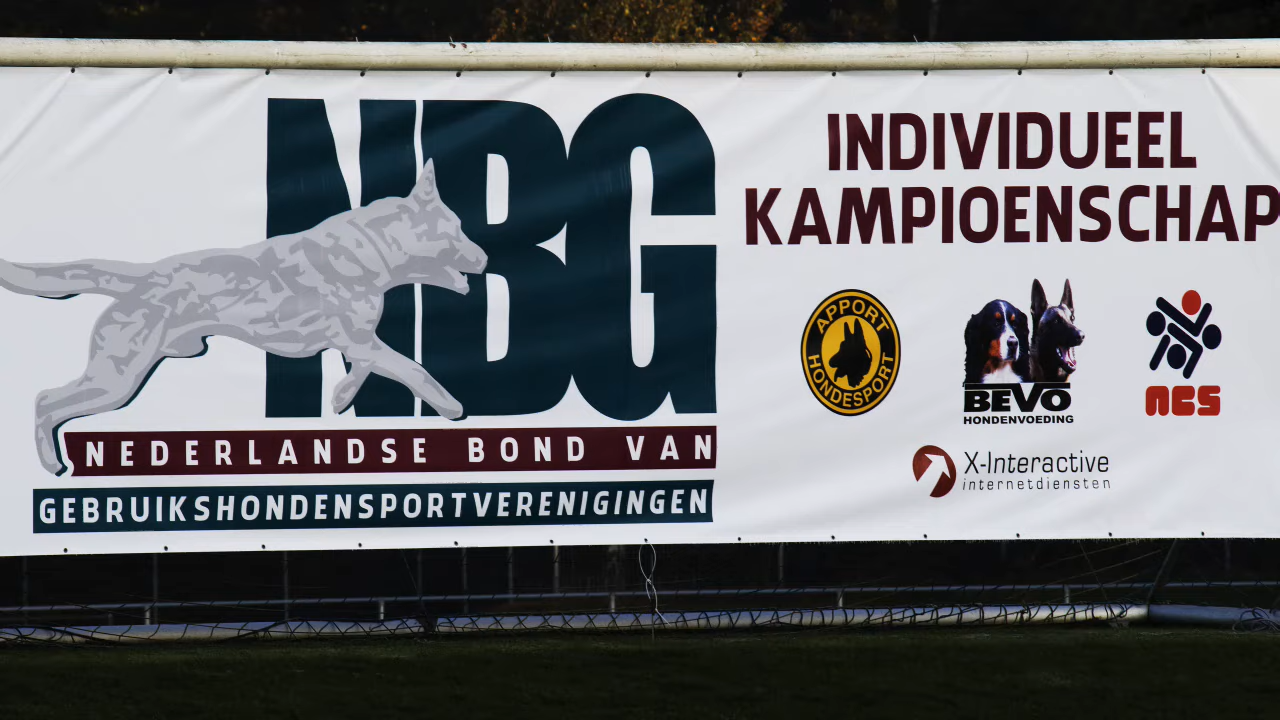 NBG
NEDERLANDSE BOND VAN
GEBRUIKSHONDENSPORTVERENIGINGEN
INDIVIDUEEL
KAMPIOENSCHAP
APPORT
HONDESPORT
BEVO
HONDENVOEDING
NCS
X-Interactive
internetdiensten